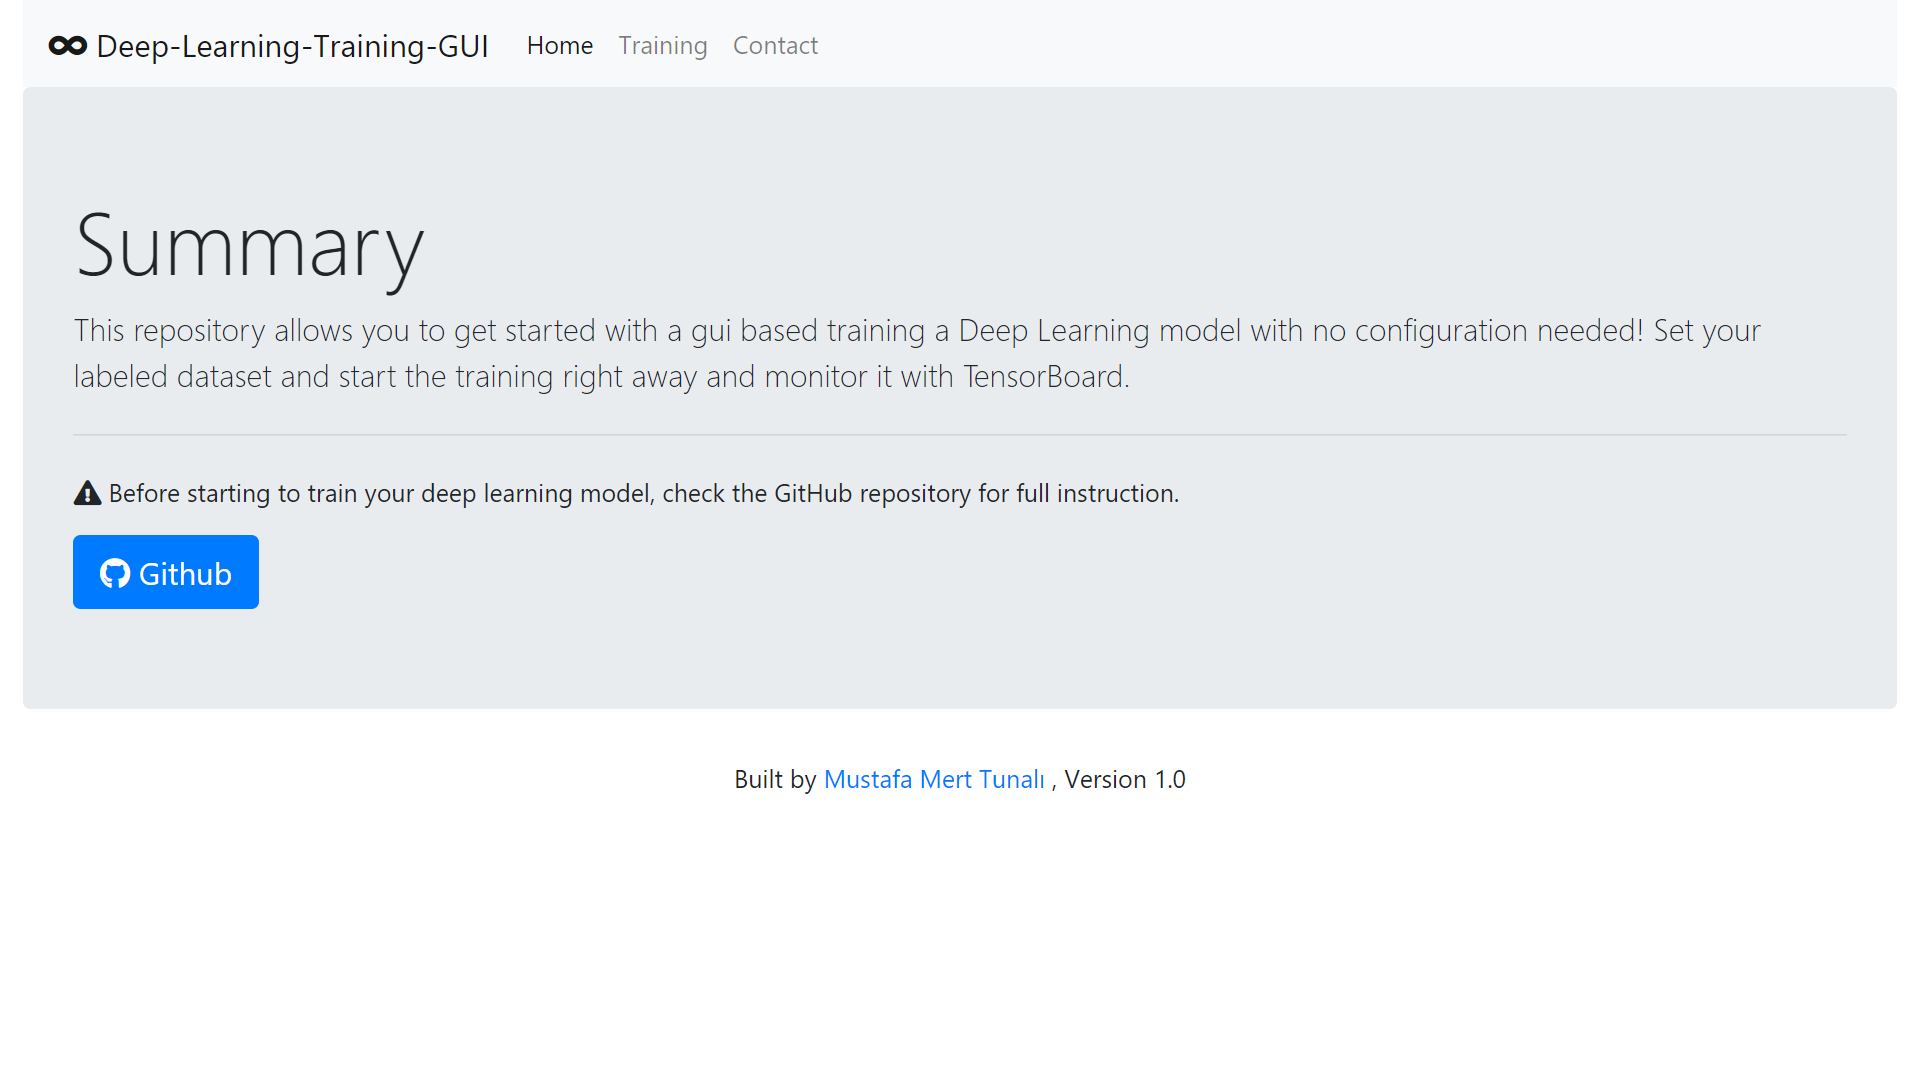 Deep-Learning-Training-GUI Home Training Contact
Summary
This repository allows you to get started with a gui based training a Deep Learning model with no configuration needed! Set your
labeled dataset and start the training right away and monitor it with TensorBoard.
Before starting to train your deep learning model, check the GitHub repository for full instruction.
Github
Built by Mustafa Mert Tunalı , Version 1.0